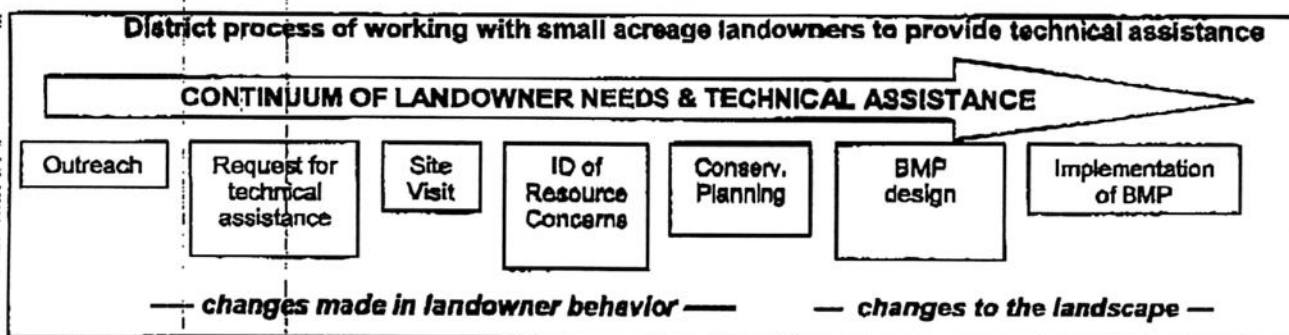 District process of working with small acreage landowners to provide technical assistance
CONTINUUM OF LANDOWNER NEEDS & TECHNICAL ASSISTANCE
Outreach
Request for
technical
assistance
Site
Visit
ID of
Resource
Concerns
Conserv.
Planning
BMP
design
Implementation
of BMP
— changes made in landowner behavior —
— changes to the landscape —